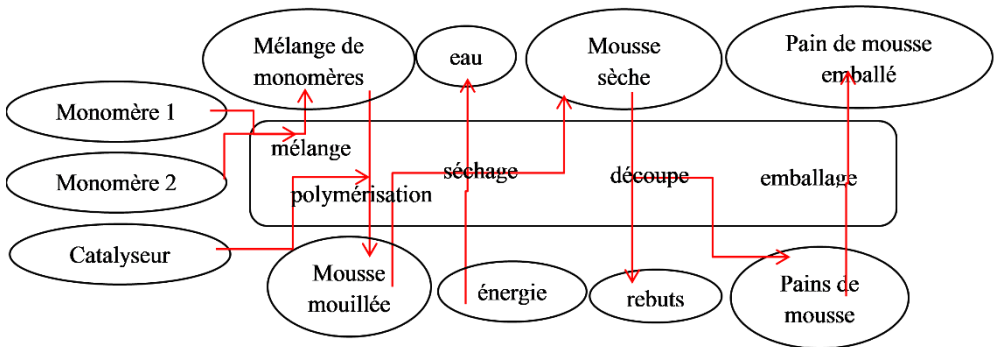 Mélange de
monomères
eau
Mousse
sèche
Pain de mousse
emballé
Monomère 1
Monomère 2
mélange
polymérisation
séchage
découpe
emballage
Catalyseur
Mousse
mouillée
énergie
rebuts
Pains de
mousse